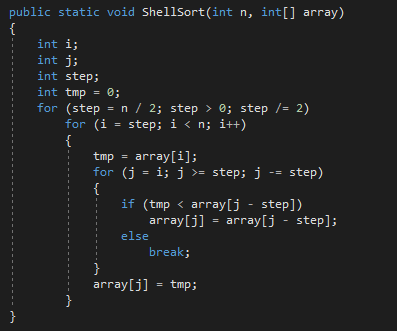 public static void ShellSort(int n, int[] array)
{
    int i;
    int j;
    int step;
    int tmp = 0;
    for (step = n / 2; step > 0; step /= 2)
        for (i = step; i < n; i++)
        {
            tmp = array[i];
            for (j = i; j >= step; j -= step)
            {
                if (tmp < array[j - step])
                    array[j] = array[j - step];
                else
                    break;
            }
            array[j] = tmp;
        }
}